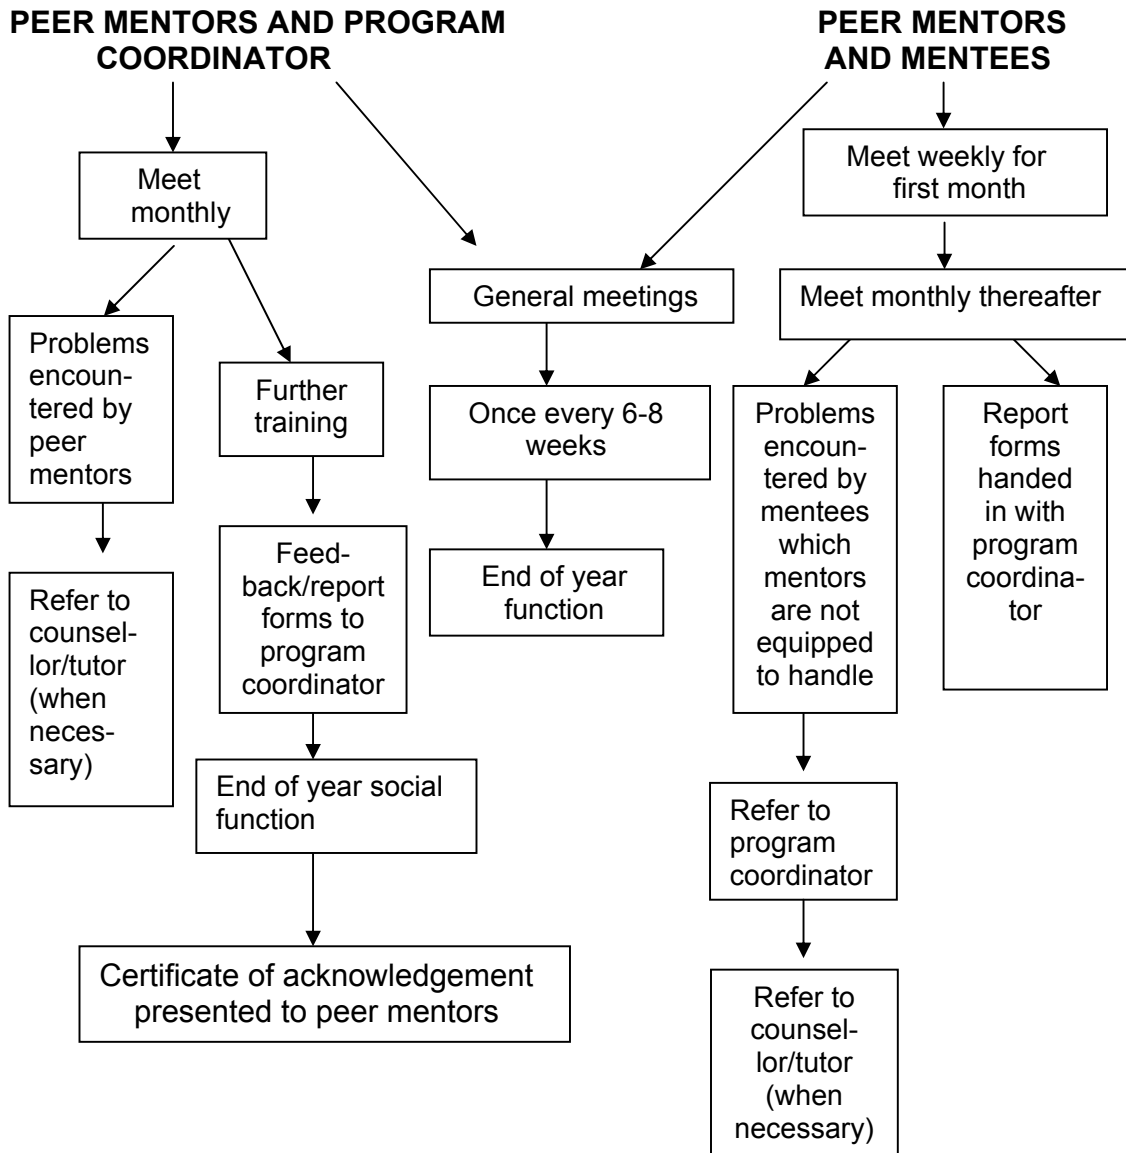 PEER MENTORS AND PROGRAM
COORDINATOR
PEER MENTORS
AND MENTEES
Meet
monthly
Meet weekly for
first month
General meetings
Meet monthly thereafter
Problems
encoun-
tered by
peer
mentors
Further
training
Once every 6-8
weeks
Problems
encoun-
tered by
mentees
which
mentors
are not
equipped
to handle
Report
forms
handed
in with
program
coordina-
tor
Refer to
counsel-
lor/tutor
(when
neces-
sary)
Feed-
back/report
forms to
program
coordinator
End of year
function
End of year social
function
Refer to
program
coordinator
Certificate of acknowledgement
presented to peer mentors
Refer to
counsel-
lor/tutor
(when
necessary)